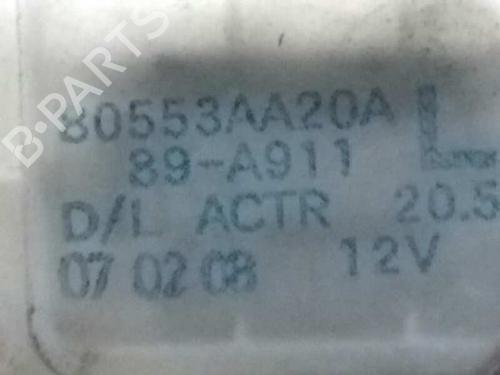 B-PARTS
80553AA20A L
89-A911
D/L ACTR 20.5
07 02 08 12V